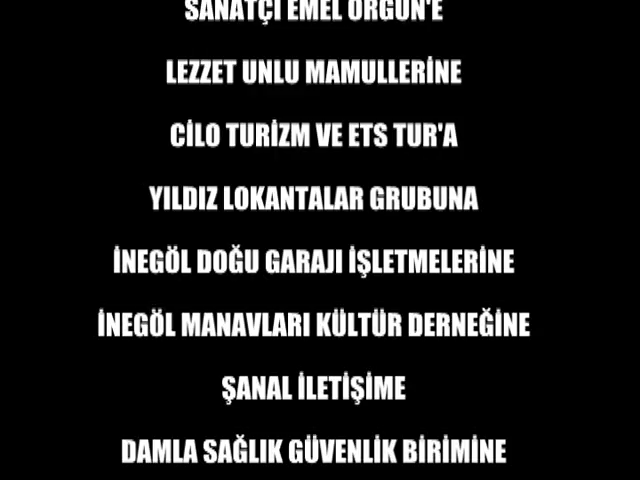 SANATÇI EMEL ORGUN'E
LEZZET UNLU MAMULLERİNE
CİLO TURİZM VE ETS TUR'A
YILDIZ LOKANTALAR GRUBUNA
İNEGÖL DOĞU GARAJI İŞLETMELERİNE
İNEGÖL MANAVLARI KÜLTÜR DERNEĞİNE
ŞANAL İLETİŞİME
DAMLA SAĞLIK GÜVENLİK BİRİMİNE